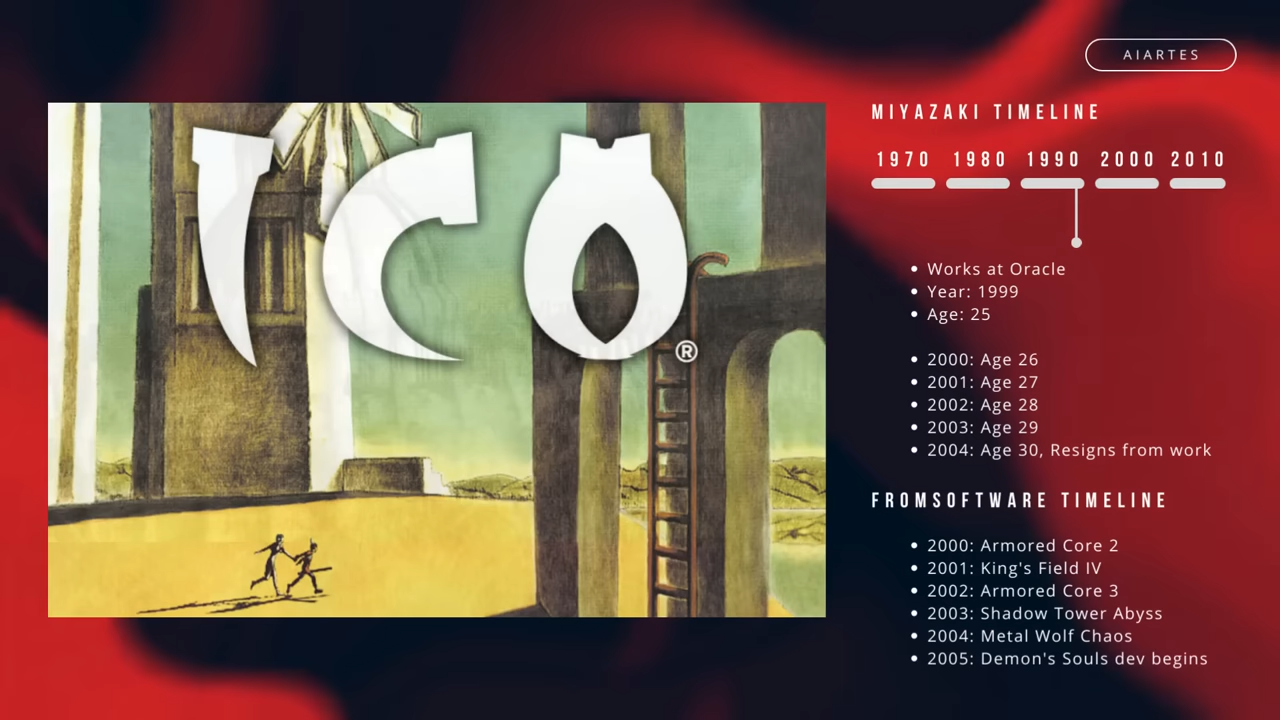 AIARTES
ICO
®
MIYAZAKI TIMELINE
1970 1980 1990 2000 2010
• Works at Oracle
• Year: 1999
• Age: 25
• 2000: Age 26
• 2001: Age 27
• 2002: Age 28
• 2003: Age 29
• 2004: Age 30, Resigns from work
FROMSOFTWARE TIMELINE
• 2000: Armored Core 2
• 2001: King's Field IV
• 2002: Armored Core 3
• 2003: Shadow Tower Abyss
• 2004: Metal Wolf Chaos
• 2005: Demon's Souls dev begins